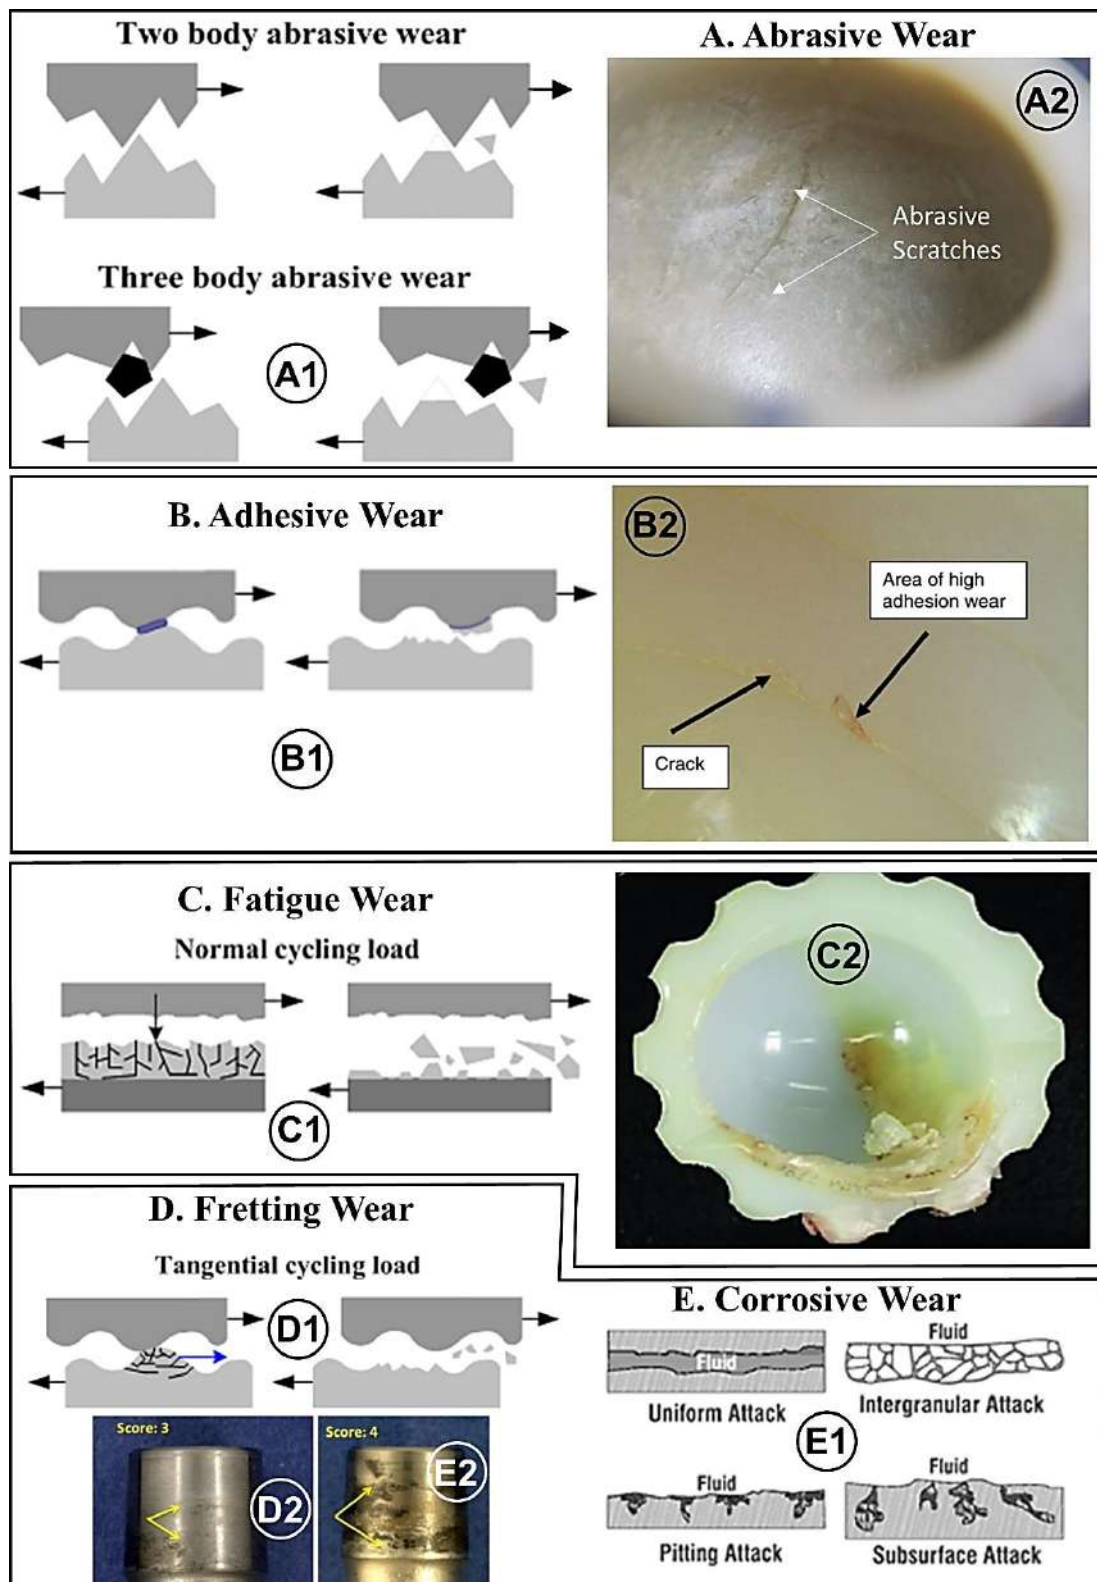 Two body abrasive wear
A. Abrasive Wear
A2
Abrasive
Scratches
Three body abrasive wear
A1
B. Adhesive Wear
B2
Area of high
adhesion wear
Crack
B1
C. Fatigue Wear
C2
Normal cycling load
C1
D. Fretting Wear
Tangential cycling load
D1
Score: 3
D2
Score: 4
E2
E. Corrosive Wear
Fluid
Uniform Attack
Fluid
Intergranular Attack
E1
Fluid
Pitting Attack
Fluid
Subsurface Attack